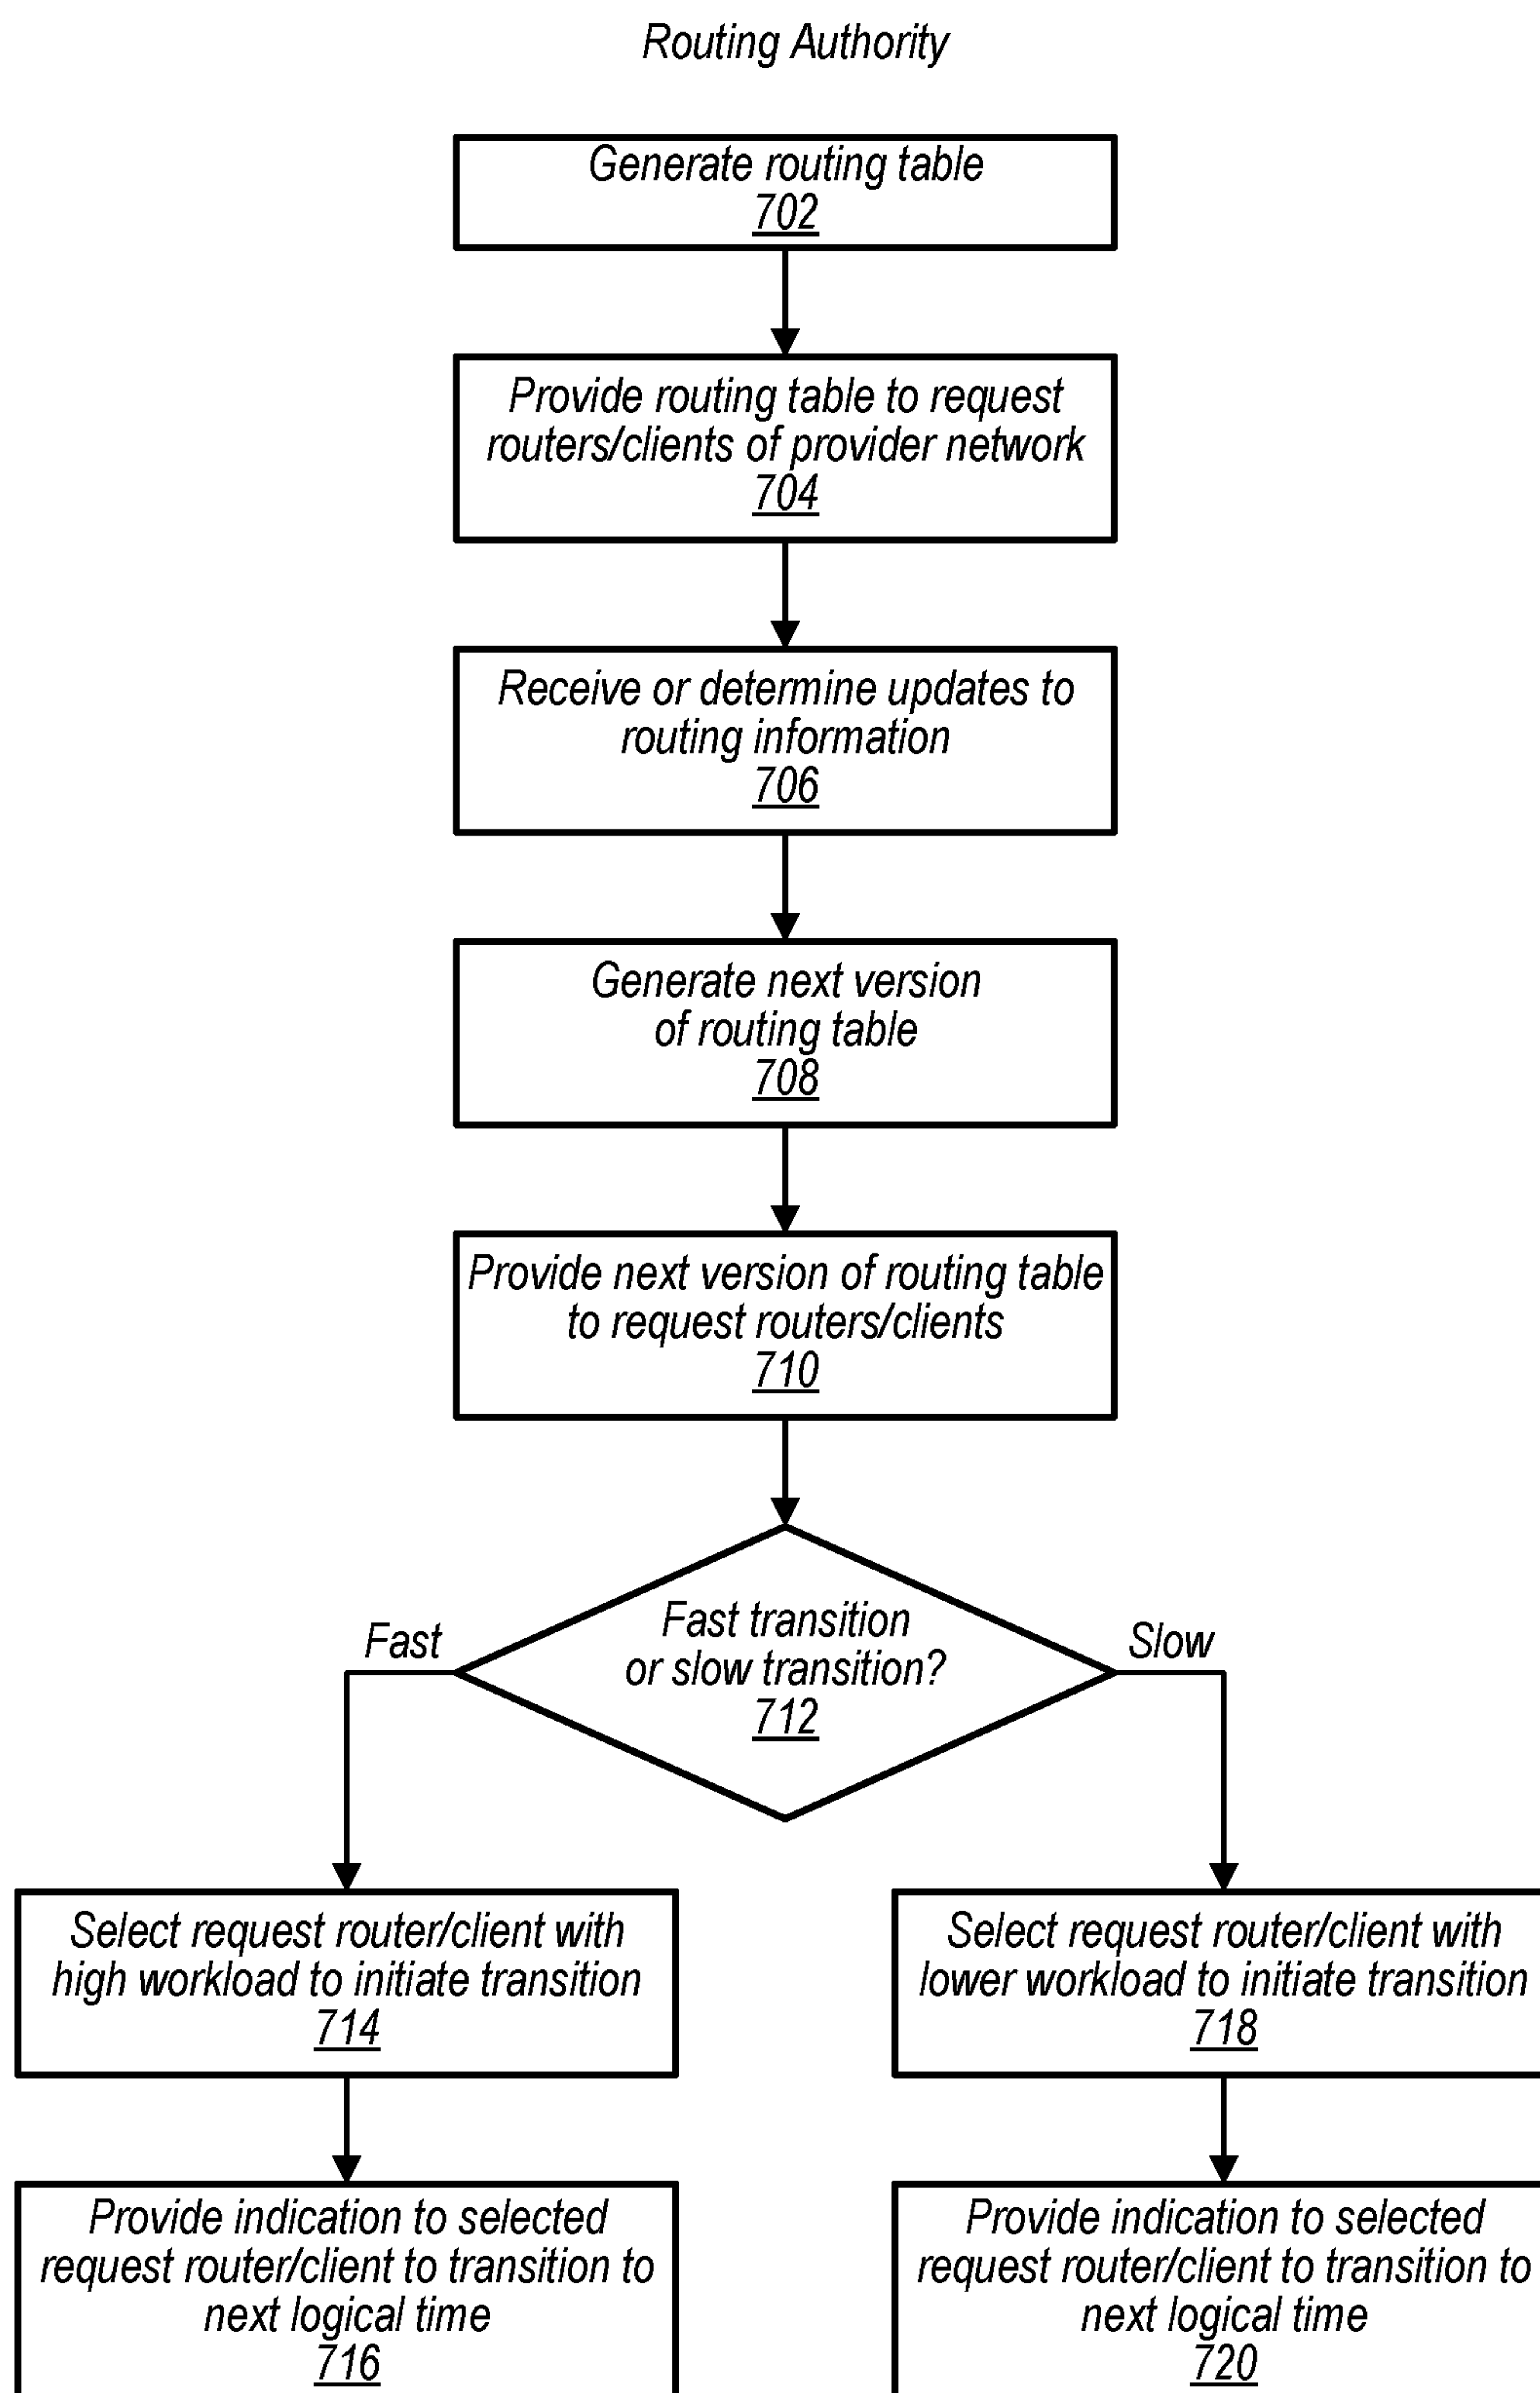 Routing Authority
Generate routing table
702
Provide routing table to request
routers/clients of provider network
704
Receive or determine updates to
routing information
706
Generate next version
of routing table
708
Provide next version of routing table
to request routers/clients
710
Fast transition
or slow transition?
712
Fast
Slow
Select request router/client with
high workload to initiate transition
714
Provide indication to selected
request router/client to transition to
next logical time
716
Select request router/client with
lower workload to initiate transition
718
Provide indication to selected
request router/client to transition to
next logical time
720